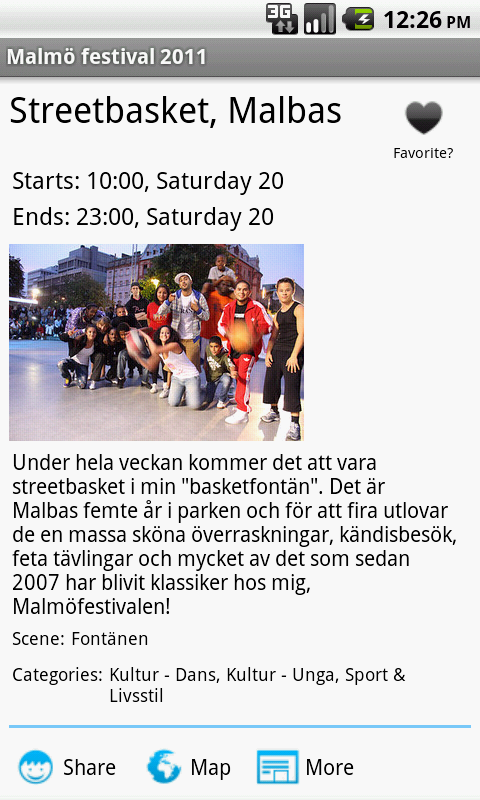 3G
12:26 PM
Malmö festival 2011
Streetbasket, Malbas
Favorite?
Starts: 10:00, Saturday 20
Ends: 23:00, Saturday 20
Under hela veckan kommer det att vara
streetbasket i min "basketfontän". Det är
Malbas femte år i parken och för att fira utlovar
de en massa sköna överraskningar, kändisbesök,
feta tävlingar och mycket av det som sedan
2007 har blivit klassiker hos mig,
Malmöfestivalen!
Scene: Fontänen
Categories: Kultur - Dans, Kultur - Unga, Sport &
Livsstil
Share Map More